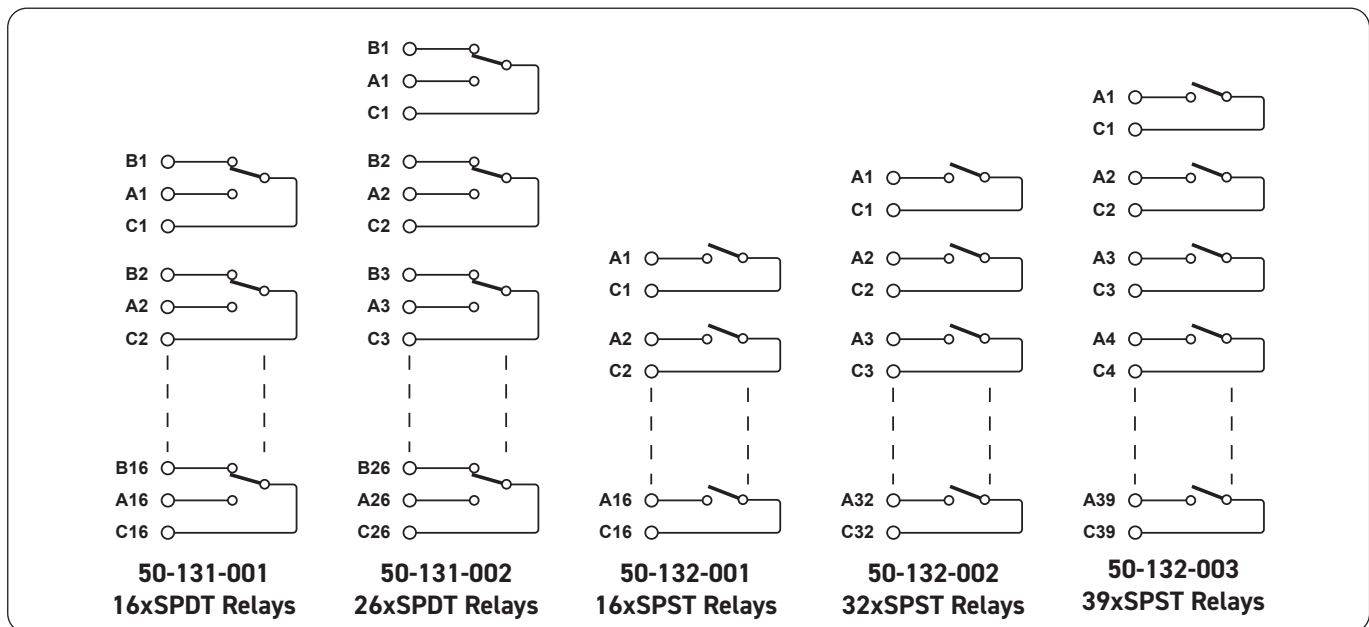 B1
A1
C1
B2
A2
C2
B16
A16
C16
50-131-001
16xSPDT Relays
B1
A1
C1
B2
A2
C2
B3
A3
C3
B26
A26
C26
50-131-002
26xSPDT Relays
A1
C1
A2
C2
A16
C16
50-132-001
16xSPST Relays
A1
C1
A2
C2
A3
C3
A32
C32
50-132-002
32xSPST Relays
A1
C1
A2
C2
A3
C3
A4
C4
A39
C39
50-132-003
39xSPST Relays